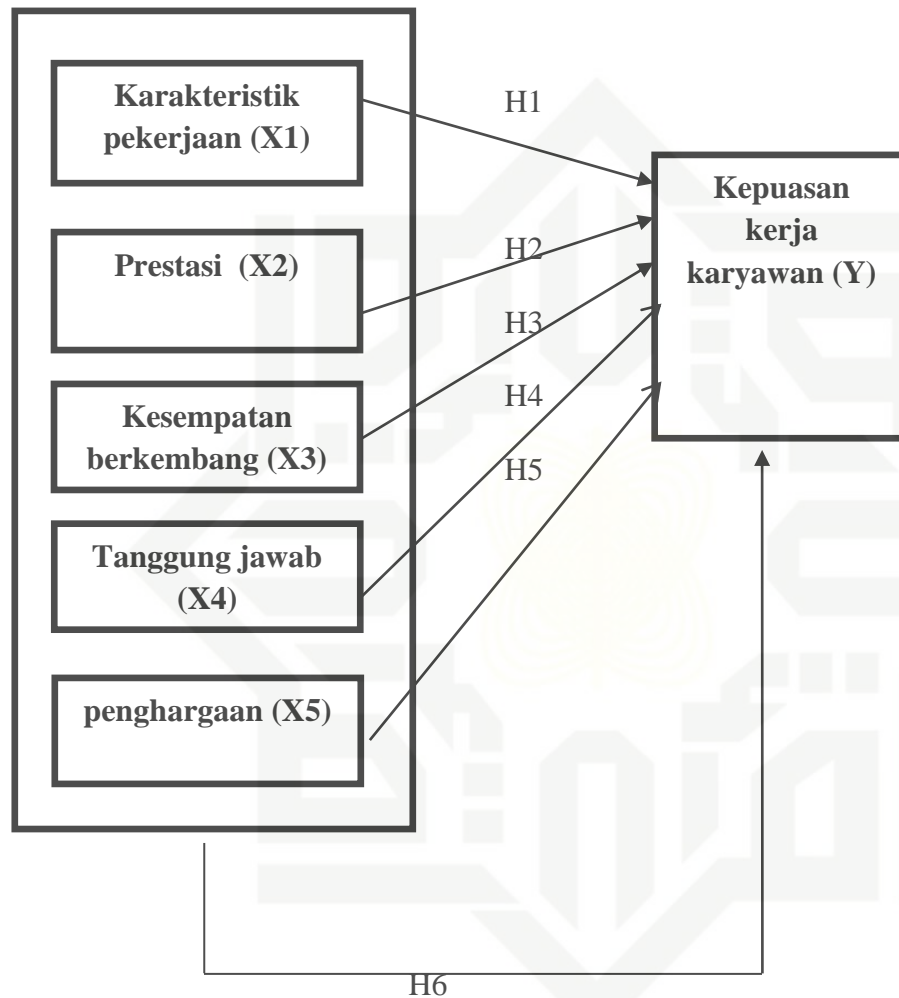 Karakteristik
pekerjaan (X1)
Prestasi (X2)
Kesempatan
berkembang (X3)
Tanggung jawab
(X4)
penghargaan (X5)
H1
H2
H3
H4
H5
Kepuasan
kerja
karyawan (Y)
H6